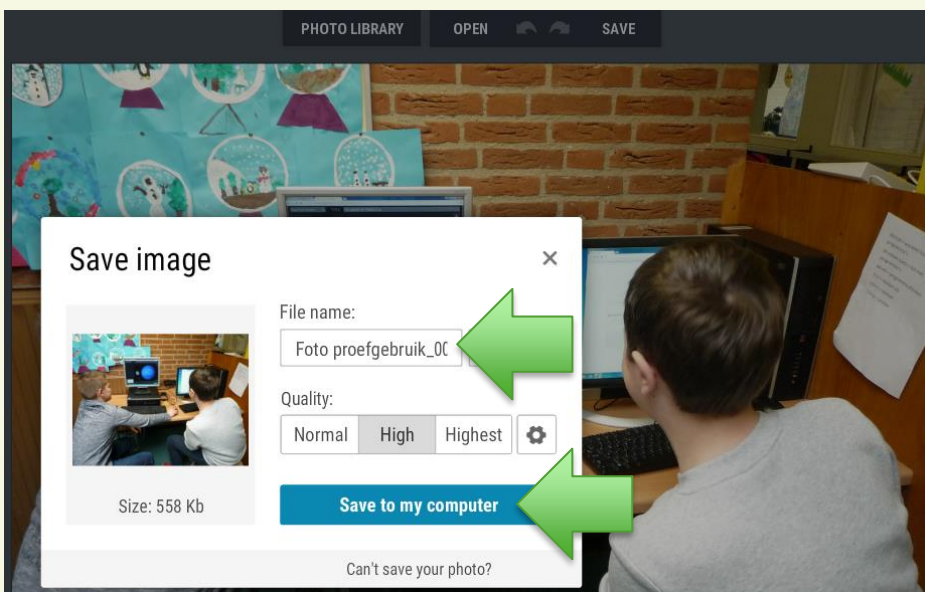 PHOTO LIBRARY OPEN SAVE
Save image
File name:
Foto proefgebruik_00
Quality:
Normal High Highest
Size: 558 Kb
Save to my computer
Can't save your photo?